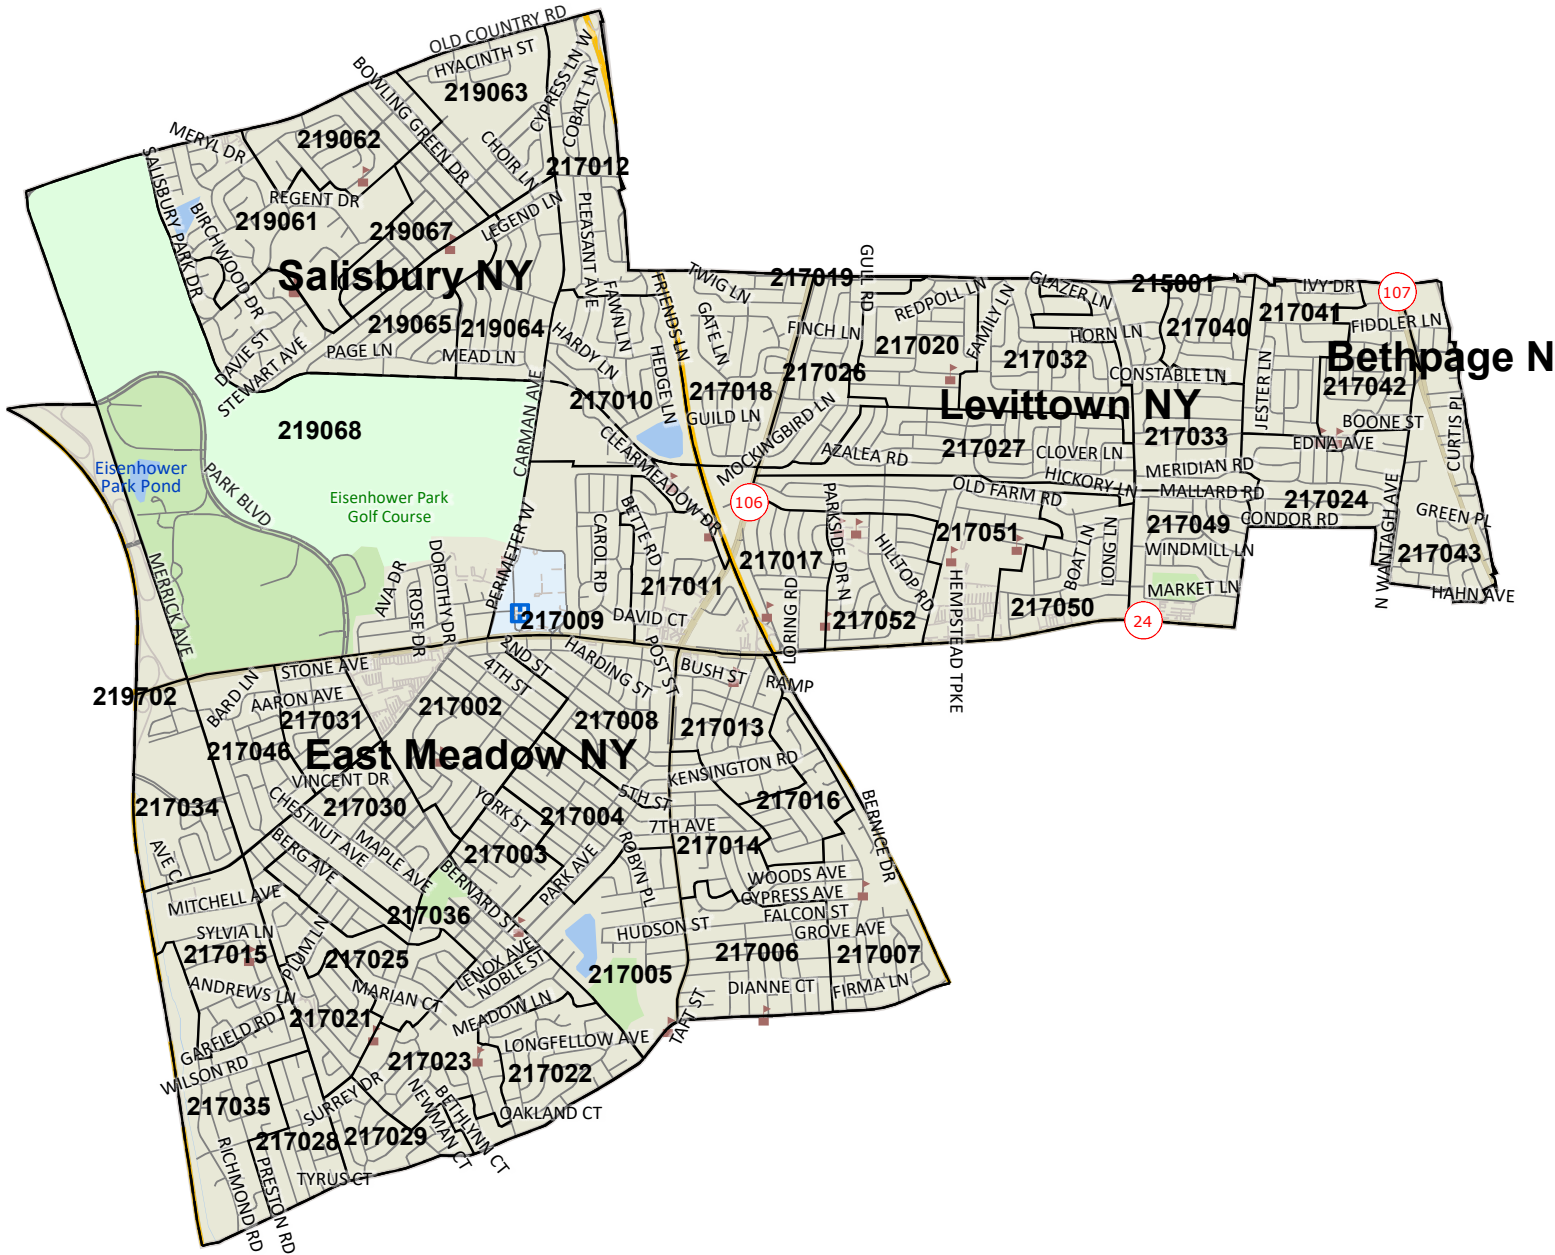 OLD COUNTRY RD
HYACINTH ST
CYPRESS LN W
BOWLING GREEN DR
219063
COBALT LN
MERYL DR
219062
CHOIR LN
217012
SALISBURY PARK DR
REGENT DR
BIRCHWOOD DR
219061
219067
LEGEND LN
PLEASANT AVE
Salisbury NY
FRIENDS LN
TWIG LN
217019
GUILL RD
REDPOLL LN
FAMILY LN
GLAZER LN
215001
IVY DR
107
FAWN LN
GATE LN
FINCH LN
217041
FIDDLER LN
219065
219064
HARDY LN
HORN LN
217040
DAVIE ST
STEWART AVE
PAGE LN
MEAD LN
HEDGE LN
217020
217032
Bethpage N
217026
CONSTABLE LN
JESTER LN
217042
217018
217010
GUILD LN
MOCKINGBIRD LN
Levittown NY
CURTIS PL
BOONE ST
219068
CARMAN AVE
CLEARMEADOW DR
AZALEA RD
217027
CLOVER LN
217033
EDNA AVE
Eisenhower
Park Pond
PARK BLVD
MERIDIAN RD
HICKORY LN
OLD FARM RD
MALLARD RD
217024
N WANTAGH AVE
Eisenhower Park
Golf Course
106
BETTE RD
PARKSIDE DR N
217051
217049
CONDOR RD
GREEN PL
CAROL RD
HILLTOP RD
BOAT LN
LONG LN
WINDMILL LN
217043
MERRICK AVE
AVA DR
DOROTHY DR
ROSE DR
PERIMETER W
217011
217017
HEMPSTEAD TPKE
MARKET LN
HAHN AVE
H
217009
DAVID CT
LORING RD
217052
217050
24
STONE AVE
2ND ST
4TH ST
HARDING ST
POST ST
BUSH ST
RAMP
219702
BARD LN
AARON AVE
217031
217002
217008
217013
217046
East Meadow NY
VINCENT DR
KENSINGTON RD
217034
CHESTNUT AVE
217030
YORK ST
5TH ST
217004
217016
BERNICE DR
7TH AVE
AVE C
BERG AVE
MAPLE AVE
217003
ROBYN PL
217014
BERNARD ST
PARK AVE
WOODS AVE
MITCHELL AVE
CYPRESS AVE
217036
FALCON ST
SYLVIA LN
PLUM LN
HUDSON ST
GROVE AVE
217015
217025
LENOX AVE
NOBLE ST
217006
217007
217005
ANDREWS LN
MARIAN CT
DIANNE CT
FIRMA LN
217021
MEADOW LN
TAFT ST
GARFIELD RD
LONGFELLOW AVE
WILSON RD
217023
217022
217035
SURREY DR
NEWMAN CT
BETHLYNN CT
OAKLAND CT
217028
217029
RICHMOND RD
PRESTON RD
TYRUS CT